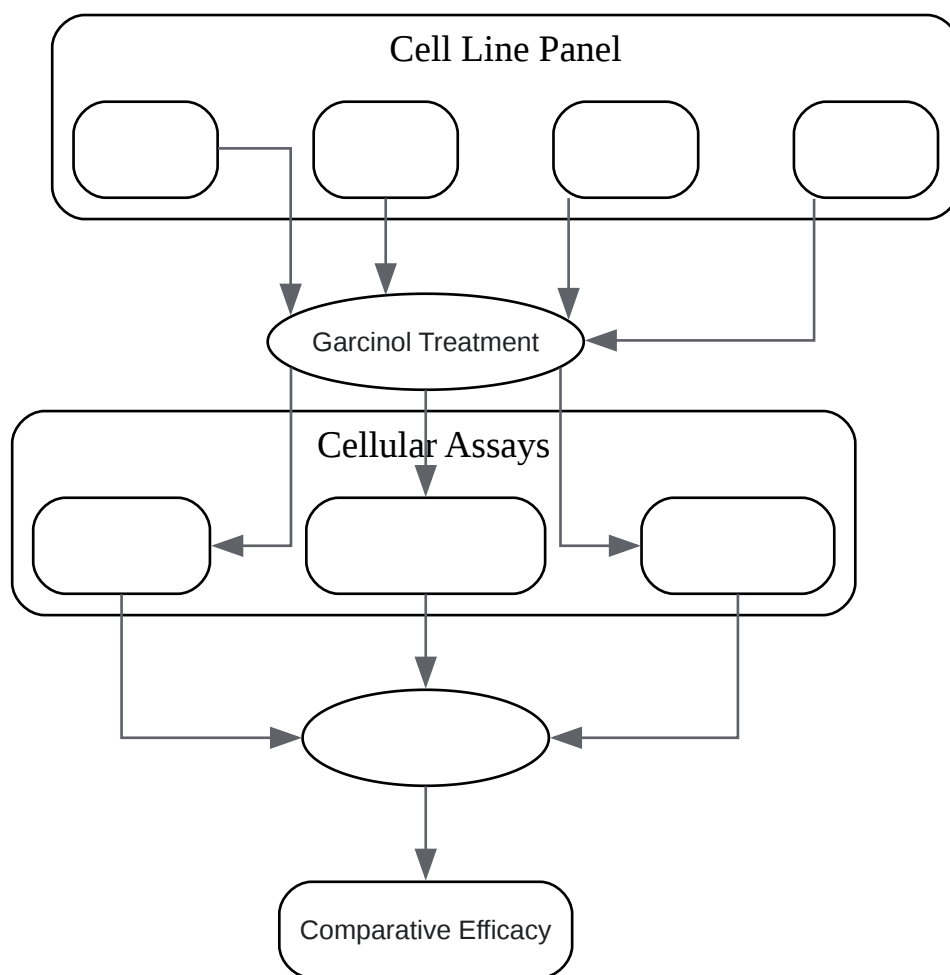 Cell Line Panel
Garcinol Treatment
Cellular Assays
Comparative Efficacy